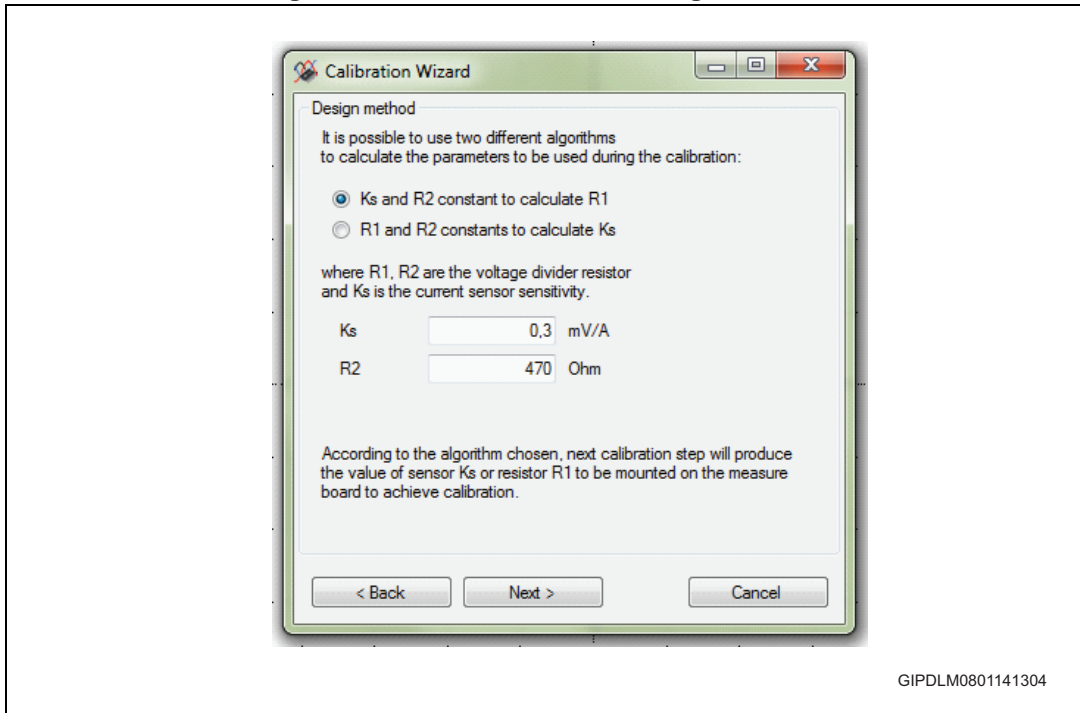 Calibration Wizard
Design method
It is possible to use two different algorithms
to calculate the parameters to be used during the calibration:
Ks and R2 constant to calculate R1
R1 and R2 constants to calculate Ks
where R1, R2 are the voltage divider resistor
and Ks is the current sensor sensitivity.
Ks 0,3 mV/A
R2 470 Ohm
According to the algorithm chosen, next calibration step will produce
the value of sensor Ks or resistor R1 to be mounted on the measure
board to achieve calibration.
< Back Next > Cancel
GIPDLM0801141304